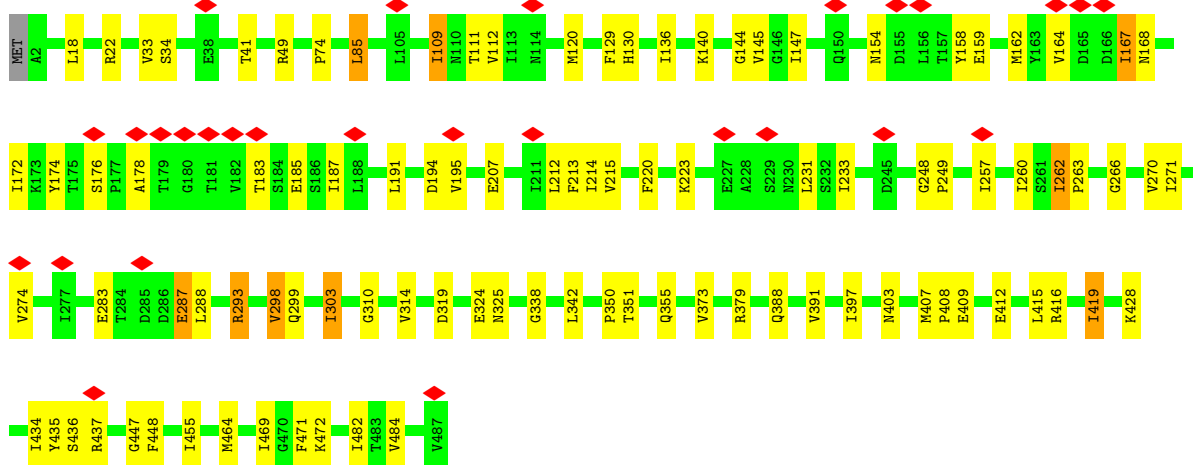 MET A2 L18 R22 V33 S34 E38 T41 R49 P74 L85 L105 I109 N110 T111 V112 I113 N114 M120 F129 H130 I136 K140 G144 V145 G146 I147 Q150 N154 D155 L156 T157 Y158 E159 M162 Y163 V164 D165 D166 I167 N168
I172 K173 Y174 T175 S176 P177 A178 T179 G180 T181 V182 T183 S184 E185 S186 I187 L188 L191 D194 V195 E207 I211 L212 F213 I214 V215 F220 K223 E227 A228 S229 N230 L231 S232 I233 D245 G248 P249 I257 I260 S261 I262 P263 G266 V270 I271
V274 I277 E283 T284 D285 D286 E287 L288 R293 V298 Q299 I303 G310 V314 D319 E324 N325 G338 L342 P350 T351 Q355 V373 R379 Q388 V391 I397 N403 M407 P408 E409 E412 L415 R416 I419 K428
I434 Y435 S436 R437 G447 F448 I455 M464 I469 G470 F471 K472 I482 T483 V484 V487